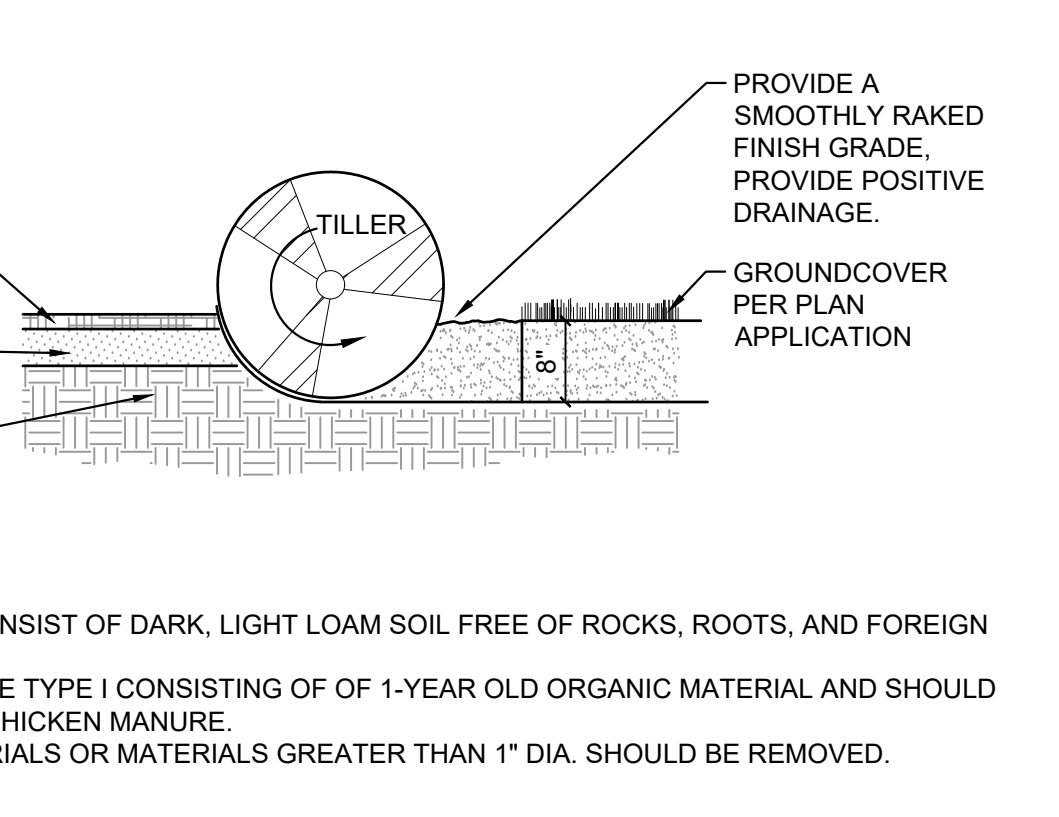 PROVIDE A
SMOOTHLY RAKED
FINISH GRADE,
PROVIDE POSITIVE
DRAINAGE.
TILLER
GROUNDCOVER
PER PLAN
APPLICATION
8"
NSIST OF DARK, LIGHT LOAM SOIL FREE OF ROCKS, ROOTS, AND FOREIGN
E TYPE I CONSISTING OF OF 1-YEAR OLD ORGANIC MATERIAL AND SHOULD
HICKEN MANURE.
RIALS OR MATERIALS GREATER THAN 1" DIA. SHOULD BE REMOVED.